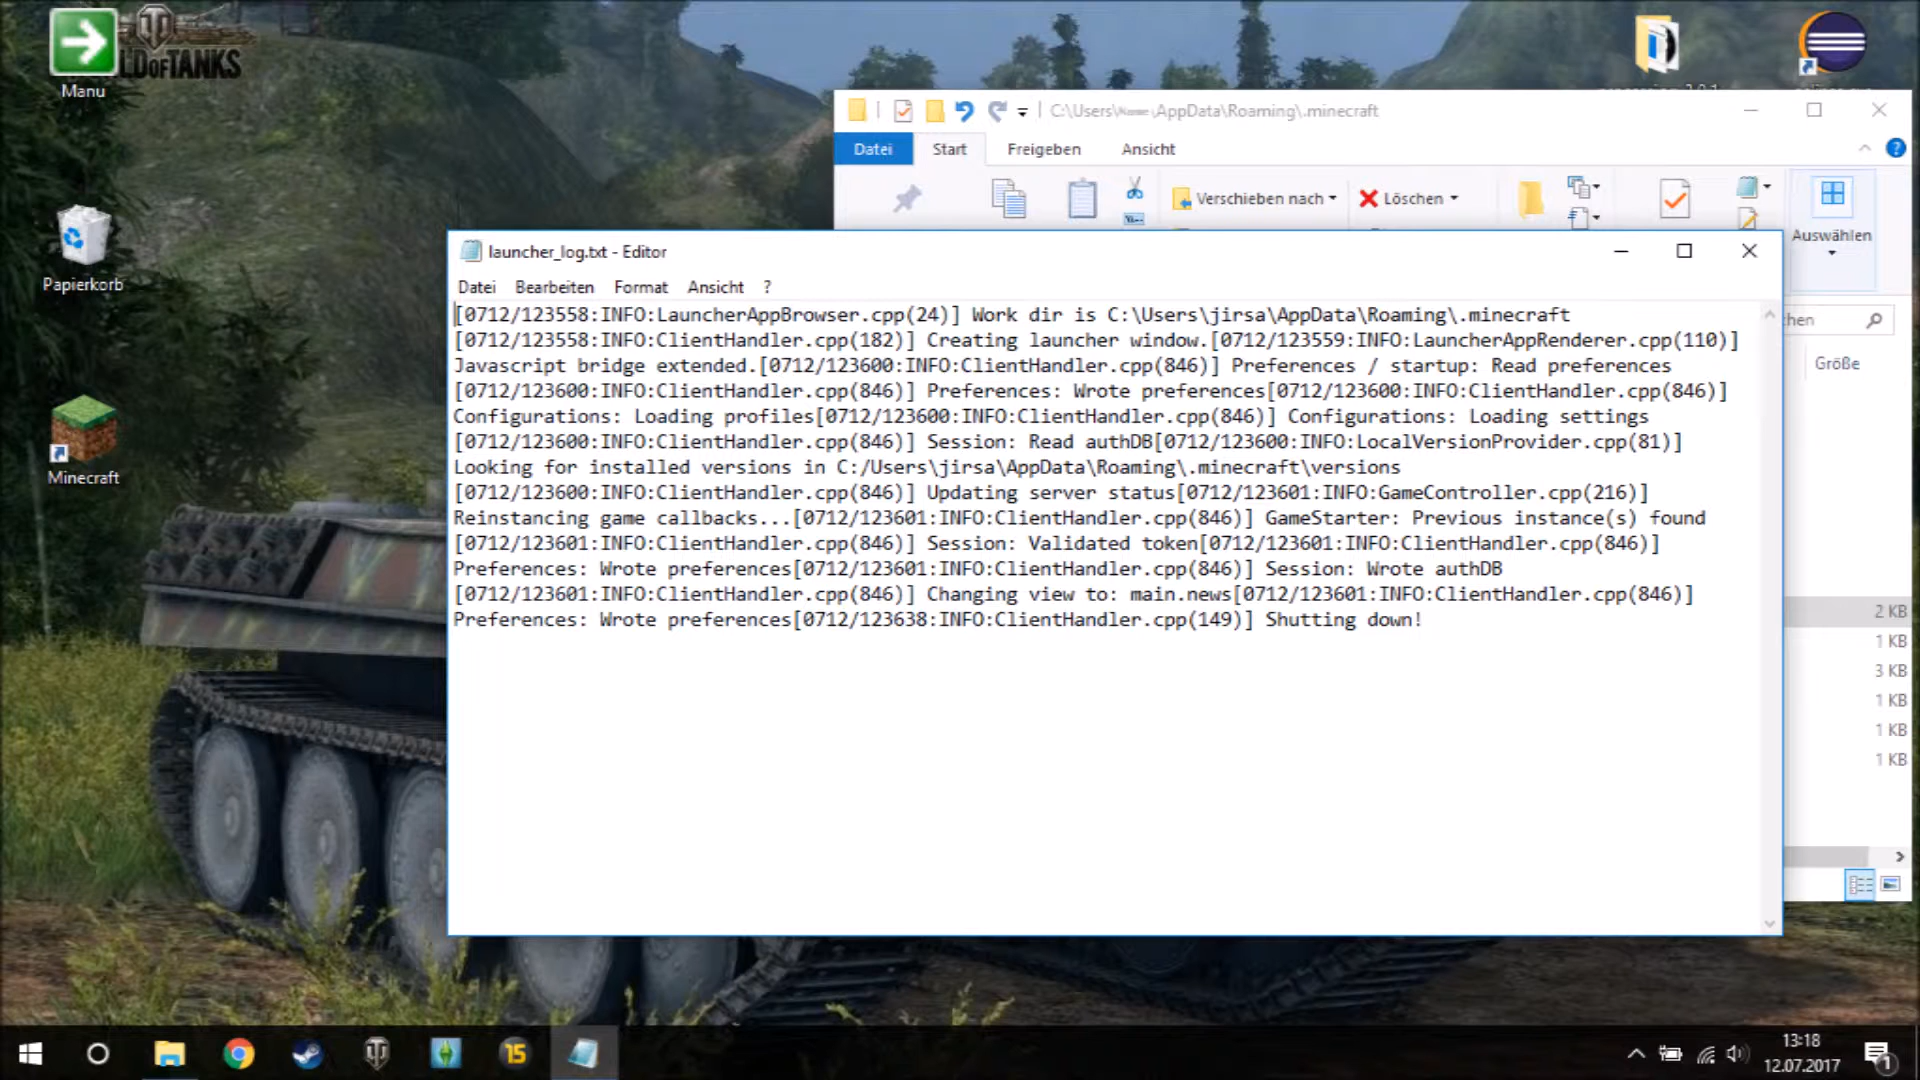 Manu
LD OF TANKS
Papierkorb
Minecraft
C:\Users\
\AppData\Roaming\.minecraft
Datei Start Freigeben Ansicht
Verschieben nach Löschen
Auswählen
launcher_log.txt - Editor
Datei Bearbeiten Format Ansicht ?
[0712/123558:INFO:LauncherAppBrowser.cpp(24)] Work dir is C:\Users\jirsa\AppData\Roaming\.minecraft
[0712/123558:INFO:ClientHandler.cpp(182)] Creating launcher window.[0712/123559:INFO:LauncherAppRenderer.cpp(110)]
Javascript bridge extended.[0712/123600:INFO:ClientHandler.cpp(846)] Preferences / startup: Read preferences
[0712/123600:INFO:ClientHandler.cpp(846)] Preferences: Wrote preferences[0712/123600:INFO:ClientHandler.cpp(846)]
Configurations: Loading profiles[0712/123600:INFO:ClientHandler.cpp(846)] Configurations: Loading settings
[0712/123600:INFO:ClientHandler.cpp(846)] Session: Read authDB[0712/123600:INFO:LocalVersionProvider.cpp(81)]
Looking for installed versions in C:/Users\jirsa\AppData\Roaming\.minecraft\versions
[0712/123600:INFO:ClientHandler.cpp(846)] Updating server status[0712/123601:INFO:GameController.cpp(216)]
Reinstancing game callbacks...[0712/123601:INFO:ClientHandler.cpp(846)] GameStarter: Previous instance(s) found
[0712/123601:INFO:ClientHandler.cpp(846)] Session: Validated token[0712/123601:INFO:ClientHandler.cpp(846)]
Preferences: Wrote preferences[0712/123601:INFO:ClientHandler.cpp(846)] Session: Wrote authDB
[0712/123601:INFO:ClientHandler.cpp(846)] Changing view to: main.news[0712/123601:INFO:ClientHandler.cpp(846)]
Preferences: Wrote preferences[0712/123638:INFO:ClientHandler.cpp(149)] Shutting down!
hen
Größe
2 KB
1 KB
3 KB
1 KB
1 KB
1 KB
15
13:18
12.07.2017
1